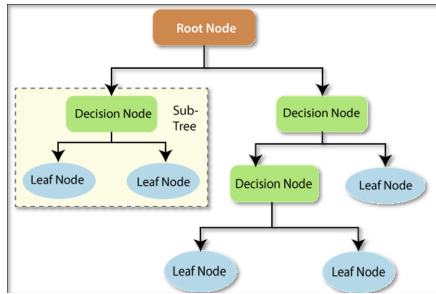 Root Node
Decision Node
Sub-
Tree
Decision Node
Leaf Node
Leaf Node
Decision Node
Leaf Node
Leaf Node
Leaf Node